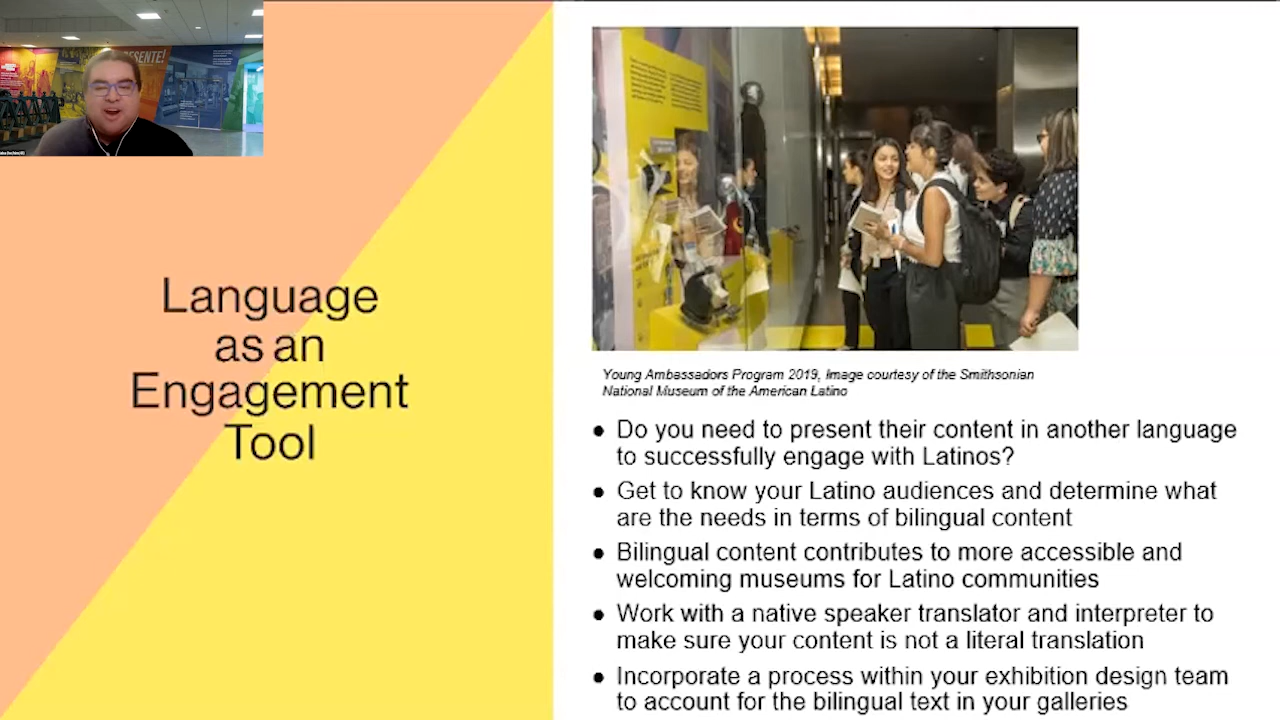 ESENTE!
Language
as an
Engagement
Tool
Young Ambassadors Program 2019, Image courtesy of the Smithsonian
National Museum of the American Latino
● Do you need to present their content in another language
to successfully engage with Latinos?
● Get to know your Latino audiences and determine what
are the needs in terms of bilingual content
● Bilingual content contributes to more accessible and
welcoming museums for Latino communities
● Work with a native speaker translator and interpreter to
make sure your content is not a literal translation
● Incorporate a process within your exhibition design team
to account for the bilingual text in your galleries